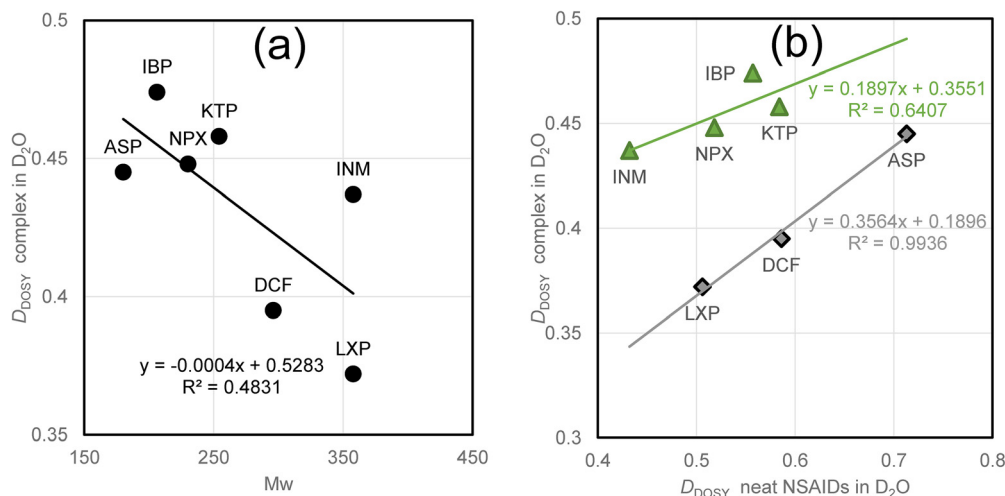 (a)
0.5
0.45
0.4
0.35
50
150
250
350
450
Mw
D_DOSY complex in D₂O
IBP
KTP
NPX
ASP
INM
DCF
LXP
y = -0.0004x + 0.5283
R² = 0.4831
(b)
0.5
0.45
0.4
0.35
0.3
0.4
0.5
0.6
0.7
0.8
D_DOSY neat NSAIDs in D₂O
D_DOSY complex in D₂O
IBP
y = 0.1897x + 0.3551
R² = 0.6407
KTP
NPX
INM
ASP
y = 0.3564x + 0.1896
R² = 0.9936
DCF
LXP